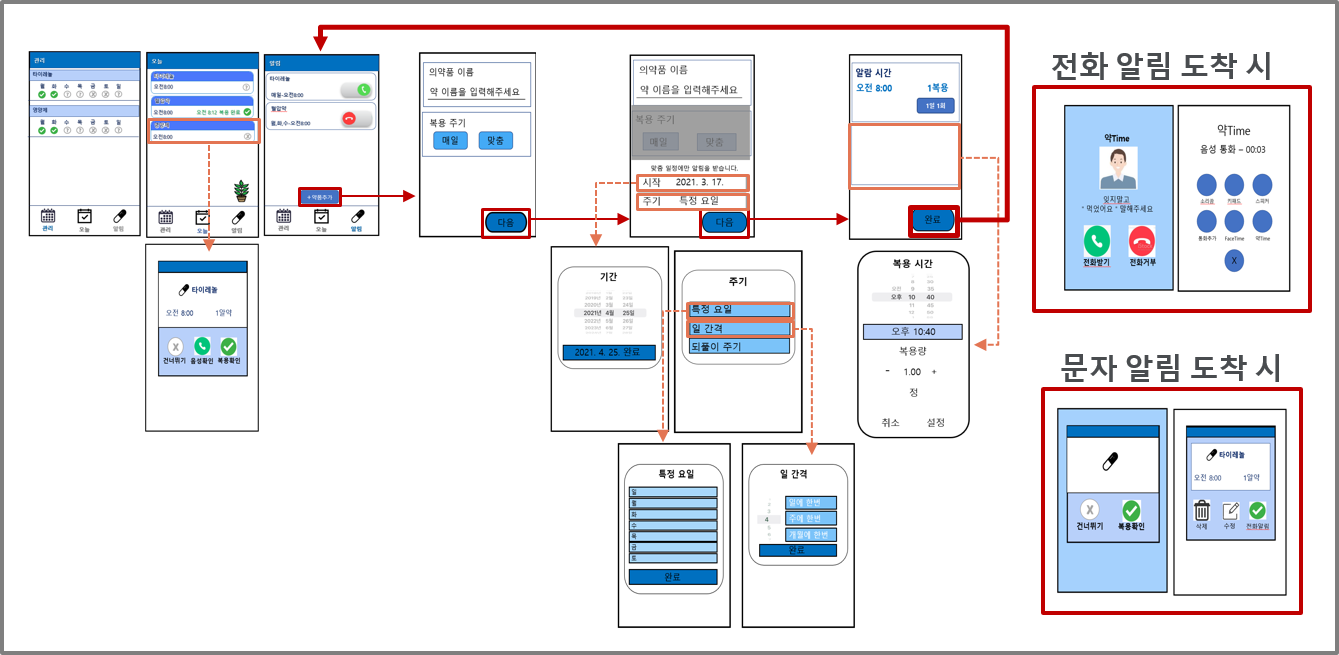 관리
타이레놀
월 화 수 목 금 토 일
영양제
월 화 수 목 금 토 일
관리 오늘 알림
오늘
오전8:00
오전8:00 오전 8:12 복용 완료
오전8:00
관리 오늘 알림
알림
타이레놀
매일-오전8:00
혈압약
월,화,수-오전8:00
+약품추가
관리 오늘 알림
타이레놀
오전 8:00 1알약
건너뛰기 음성확인 복용확인
의약품 이름
약 이름을 입력해주세요
복용 주기
매일 맞춤
다음
의약품 이름
약 이름을 입력해주세요
복용 주기
매일 맞춤
맞춤 일정에만 알림을 받습니다.
시작 2021. 3. 17.
주기 특정 요일
다음
알람 시간
오전 8:00 1복용
1일 1회
완료
기간
2021년 4월 25일
2021. 4. 25. 완료
주기
특정 요일
일 간격
되풀이 주기
복용 시간
오전 9 35
오후 10 40
11 45
오후 10:40
복용량
- 1.00 +
정
취소 설정
특정 요일
일
월
화
수
목
금
토
완료
일 간격
4
일에 한번
주에 한번
개월에 한번
완료
전화 알림 도착 시
약Time
잊지말고
" 먹었어요 " 말해주세요
전화받기 전화거부
약Time
음성 통화 – 00:03
소리음 키패드 스피커
통화추가 FaceTime 약Time
X
문자 알림 도착 시
건너뛰기 복용확인
타이레놀
오전 8:00 1알약
삭제 수정 전화알림